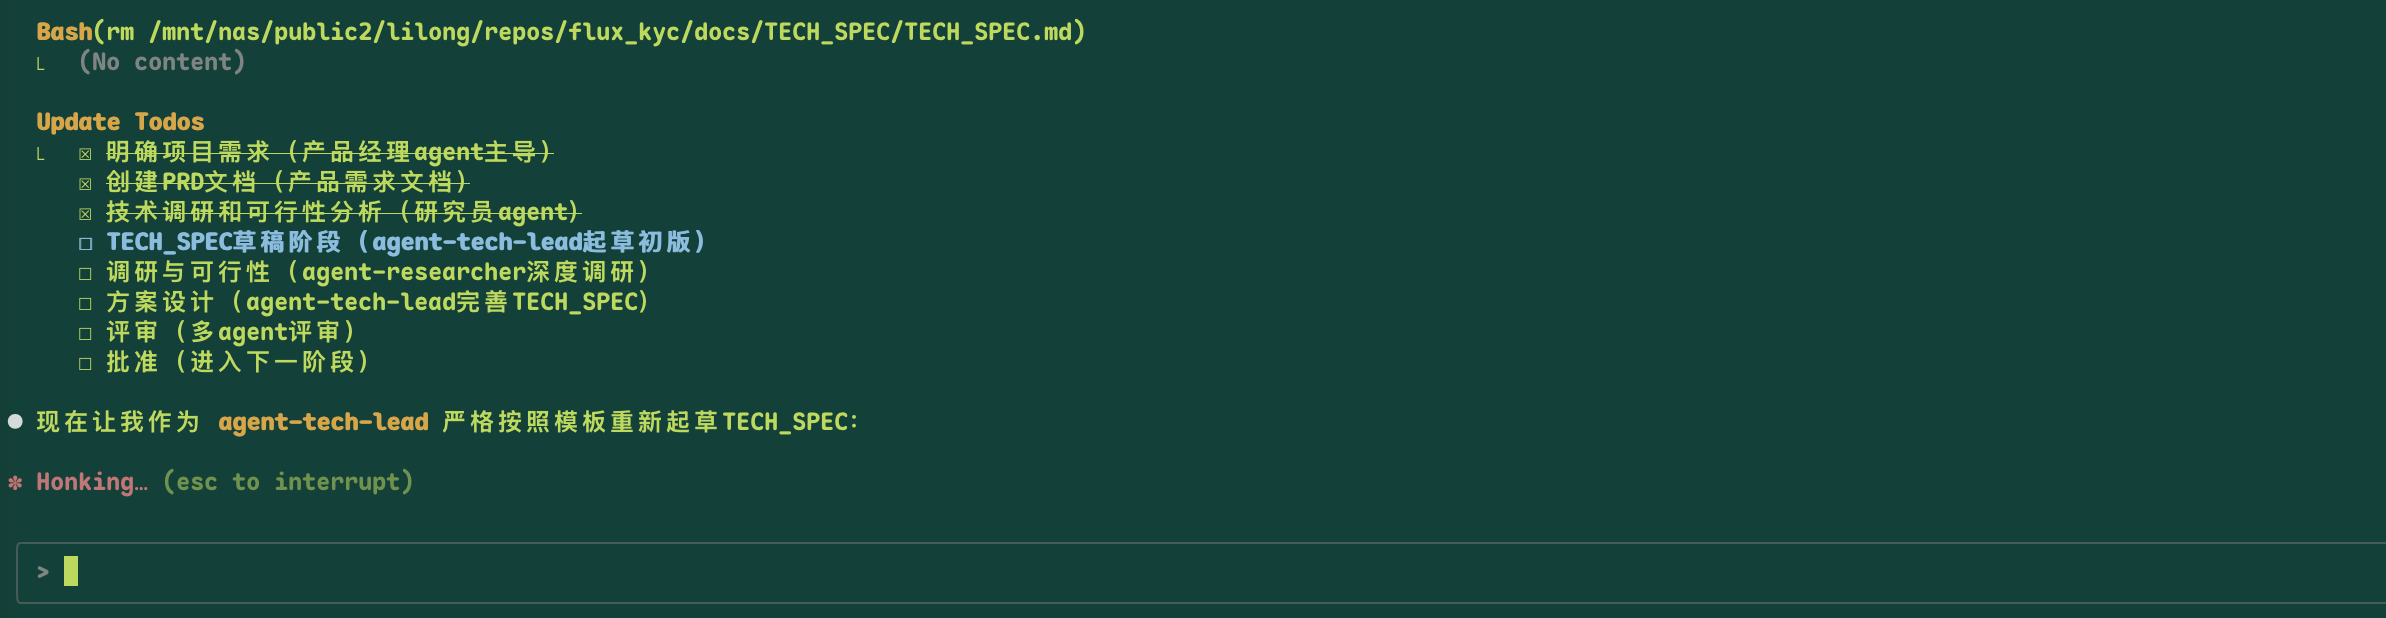 Bash(rm /mnt/nas/public2/lilong/repos/flux_kyc/docs/TECH_SPEC/TECH_SPEC.md)
└ (No content)
Update Todos
└ ☒ 明确项目需求 (产品经理agent主导)
☒ 创建PRD文档 (产品需求文档)
☒ 技术调研和可行性分析 (研究员agent)
☐ TECH_SPEC草稿阶段 (agent-tech-lead起草初版)
☐ 调研与可行性 (agent-researcher深度调研)
☐ 方案设计 (agent-tech-lead完善TECH_SPEC)
☐ 评审 (多agent评审)
☐ 批准 (进入下一阶段)
● 现在让我作为 agent-tech-lead 严格按照模板重新起草TECH_SPEC:
✽ Honking… (esc to interrupt)
>